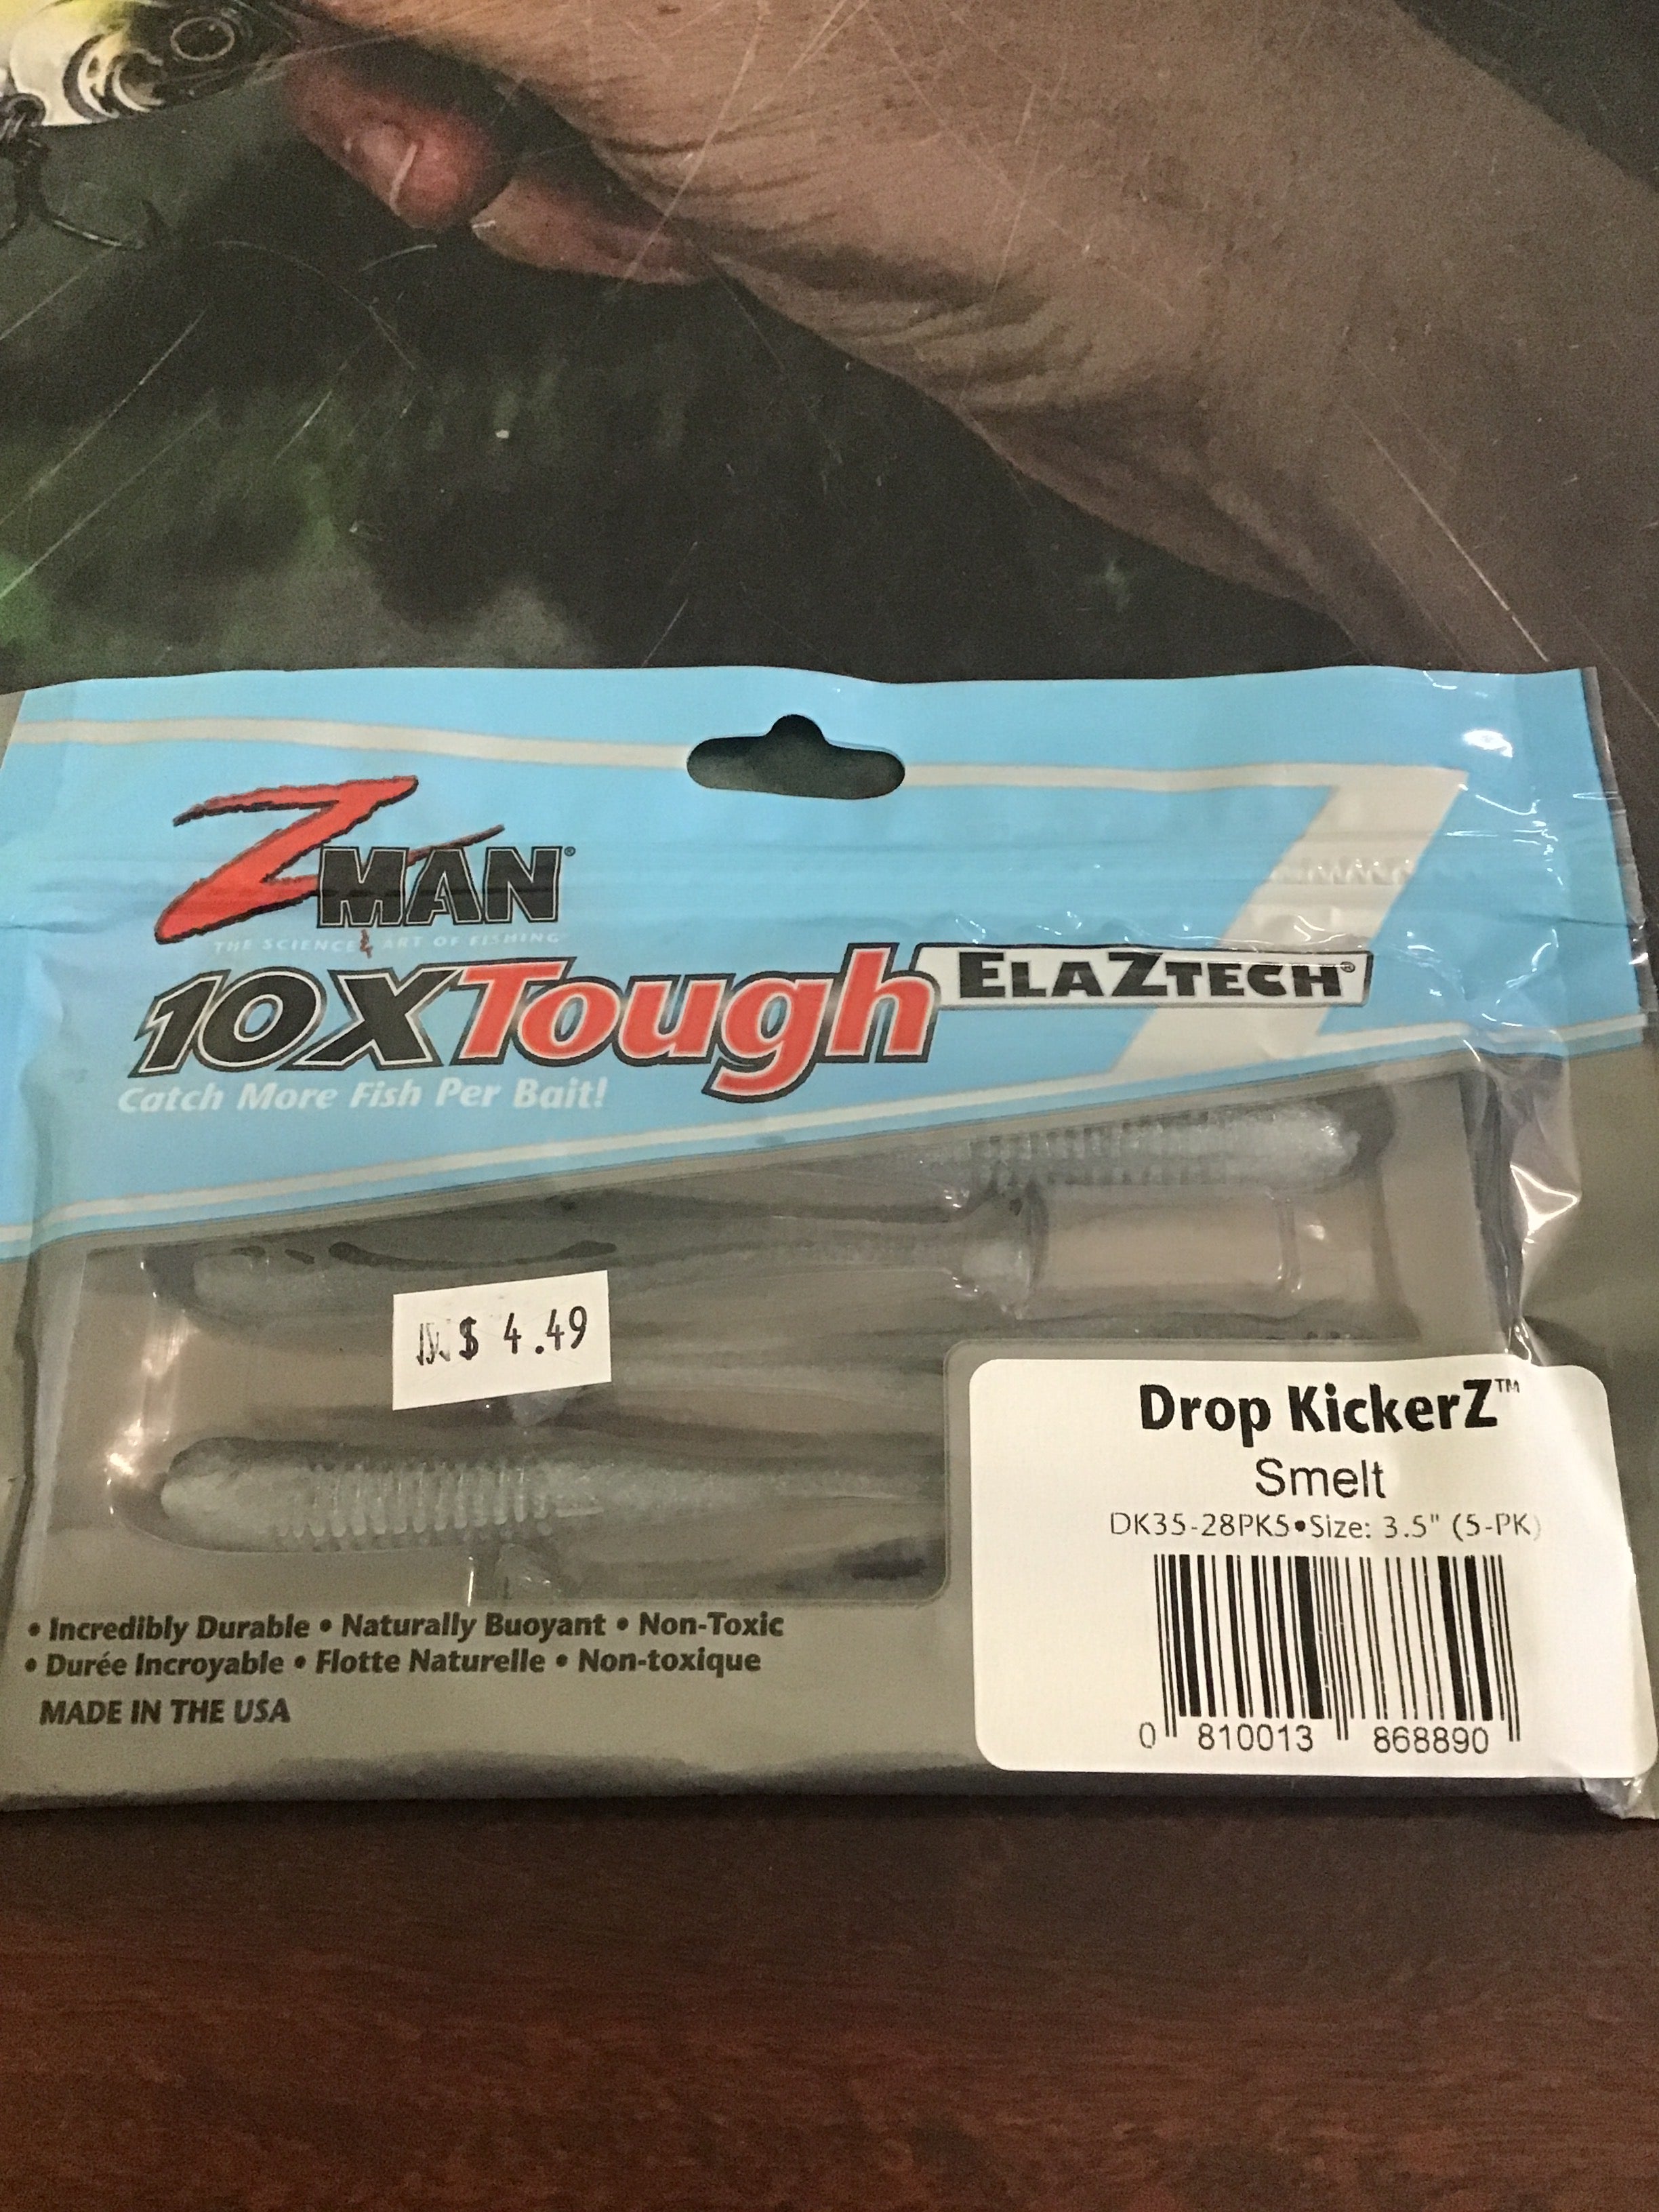 ZMAN®
THE SCIENCE & ART OF FISHING
10X Tough ELAZTECH®
Catch More Fish Per Bait!
$ 4.49
Drop KickerZ™
Smelt
DK35-28PK5•Size: 3.5" (5-PK)
• Incredibly Durable • Naturally Buoyant • Non-Toxic
• Durée Incroyable • Flotte Naturelle • Non-toxique
MADE IN THE USA
0 810013 868890